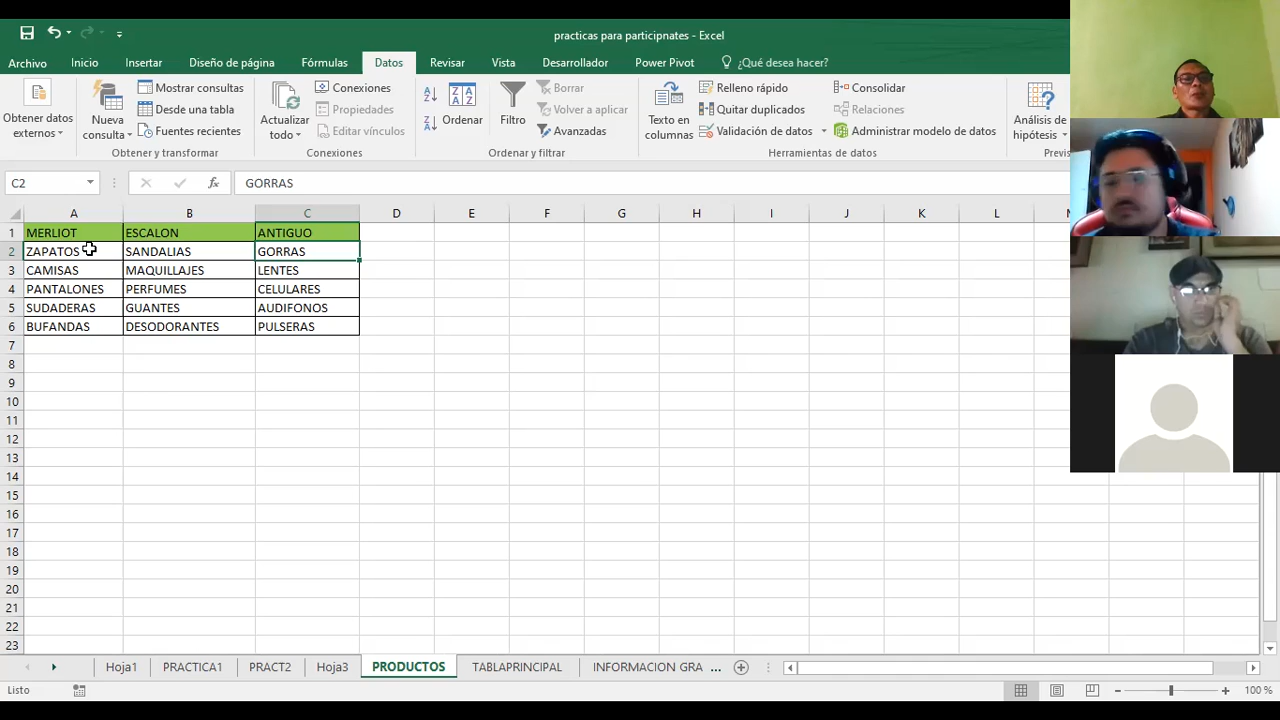 practicas para participnates - Excel
Archivo Inicio Insertar Diseño de página Fórmulas Datos Revisar Vista Desarrollador Power Pivot ¿Qué desea hacer?
Obtener datos externos
Nueva consulta
Mostrar consultas
Desde una tabla
Fuentes recientes
Obtener y transformar
Actualizar todo
Conexiones
Propiedades
Editar vínculos
Conexiones
Ordenar
Filtro
Borrar
Volver a aplicar
Avanzadas
Ordenar y filtrar
Texto en columnas
Relleno rápido
Quitar duplicados
Validación de datos
Consolidar
Relaciones
Administrar modelo de datos
Herramientas de datos
Análisis de hipótesis
Previs
C2 fx GORRAS
A B C D E F G H I J K L
1 MERLIOT ESCALON ANTIGUO
2 ZAPATOS SANDALIAS GORRAS
3 CAMISAS MAQUILLAJES LENTES
4 PANTALONES PERFUMES CELULARES
5 SUDADERAS GUANTES AUDIFONOS
6 BUFANDAS DESODORANTES PULSERAS
7
8
9
10
11
12
13
14
15
16
17
18
19
20
21
22
23
Hoja1 PRACTICA1 PRACT2 Hoja3 PRODUCTOS TABLAPRINCIPAL INFORMACION GRA ...
Listo 100 %